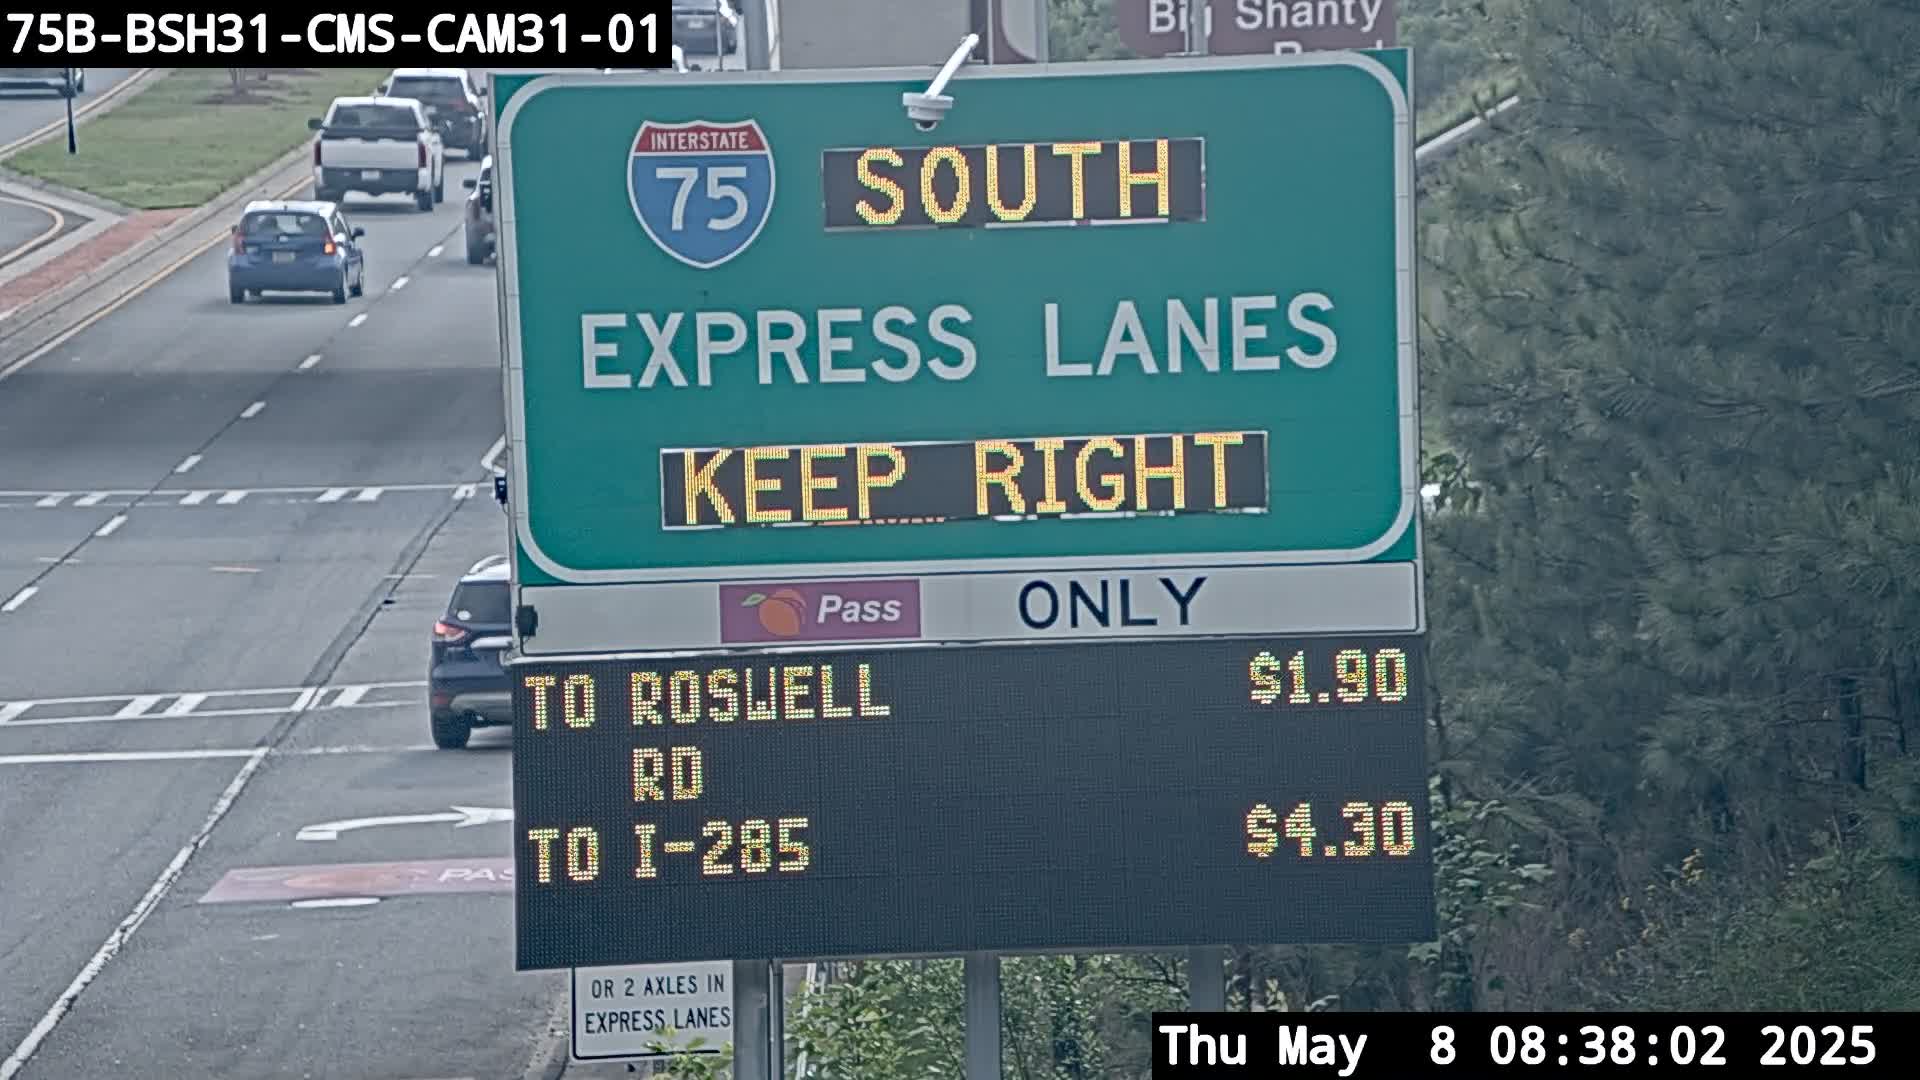 75B-BSH31-CMS-CAM31-01
Big Shanty
Road
INTERSTATE
75
SOUTH
EXPRESS LANES
KEEP RIGHT
Pass ONLY
TO ROSWELL $1.90
RD
TO I-285 $4.30
PAS
OR 2 AXLES IN
EXPRESS LANES
Thu May 8 08:38:02 2025